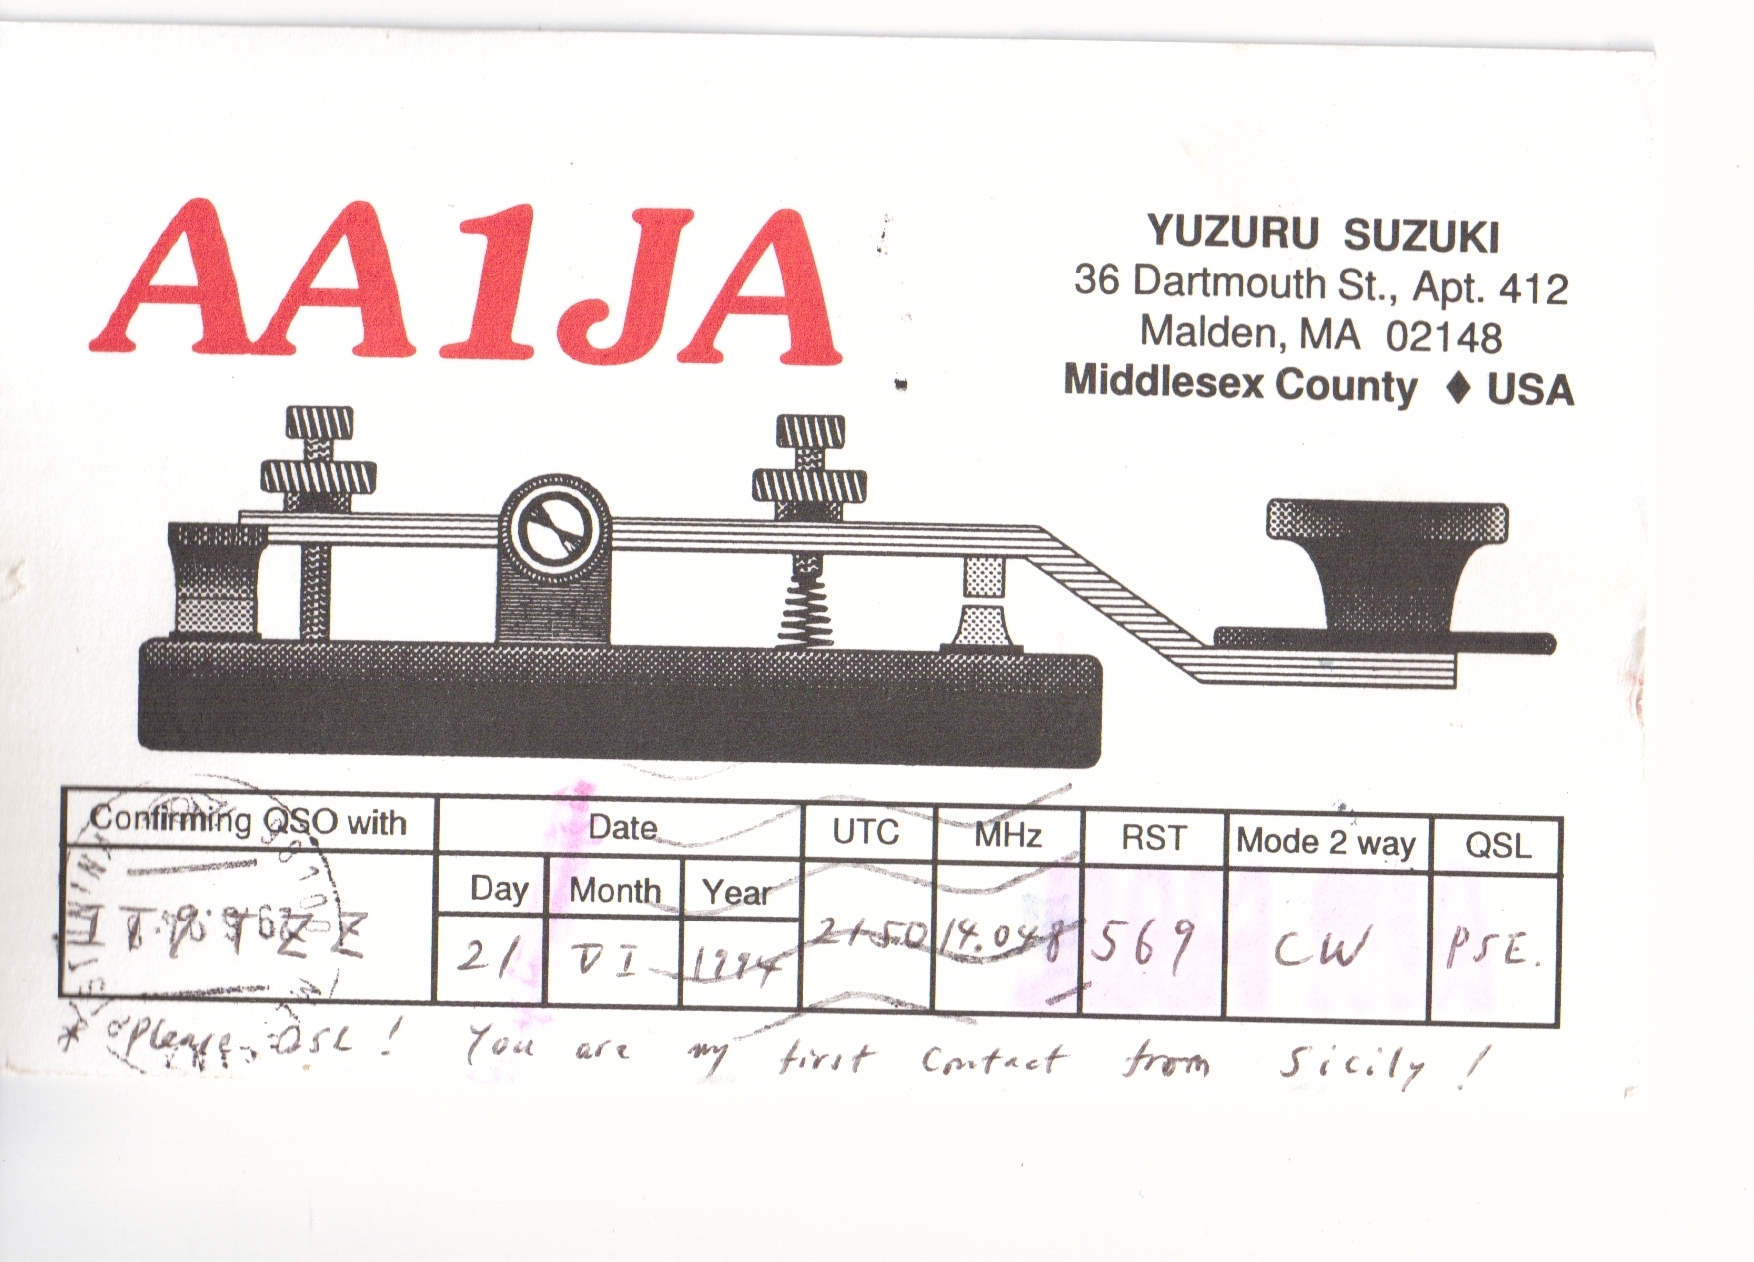 AA1JA
YUZURU SUZUKI
36 Dartmouth St., Apt. 412
Malden, MA 02148
Middlesex County ♦ USA
Confirming QSO with Date UTC MHz RST Mode 2 way QSL
Day Month Year
21 VI 1994 2150 14.048 569 CW PSE.
* Please QSL! You are my first contact from Sicily!